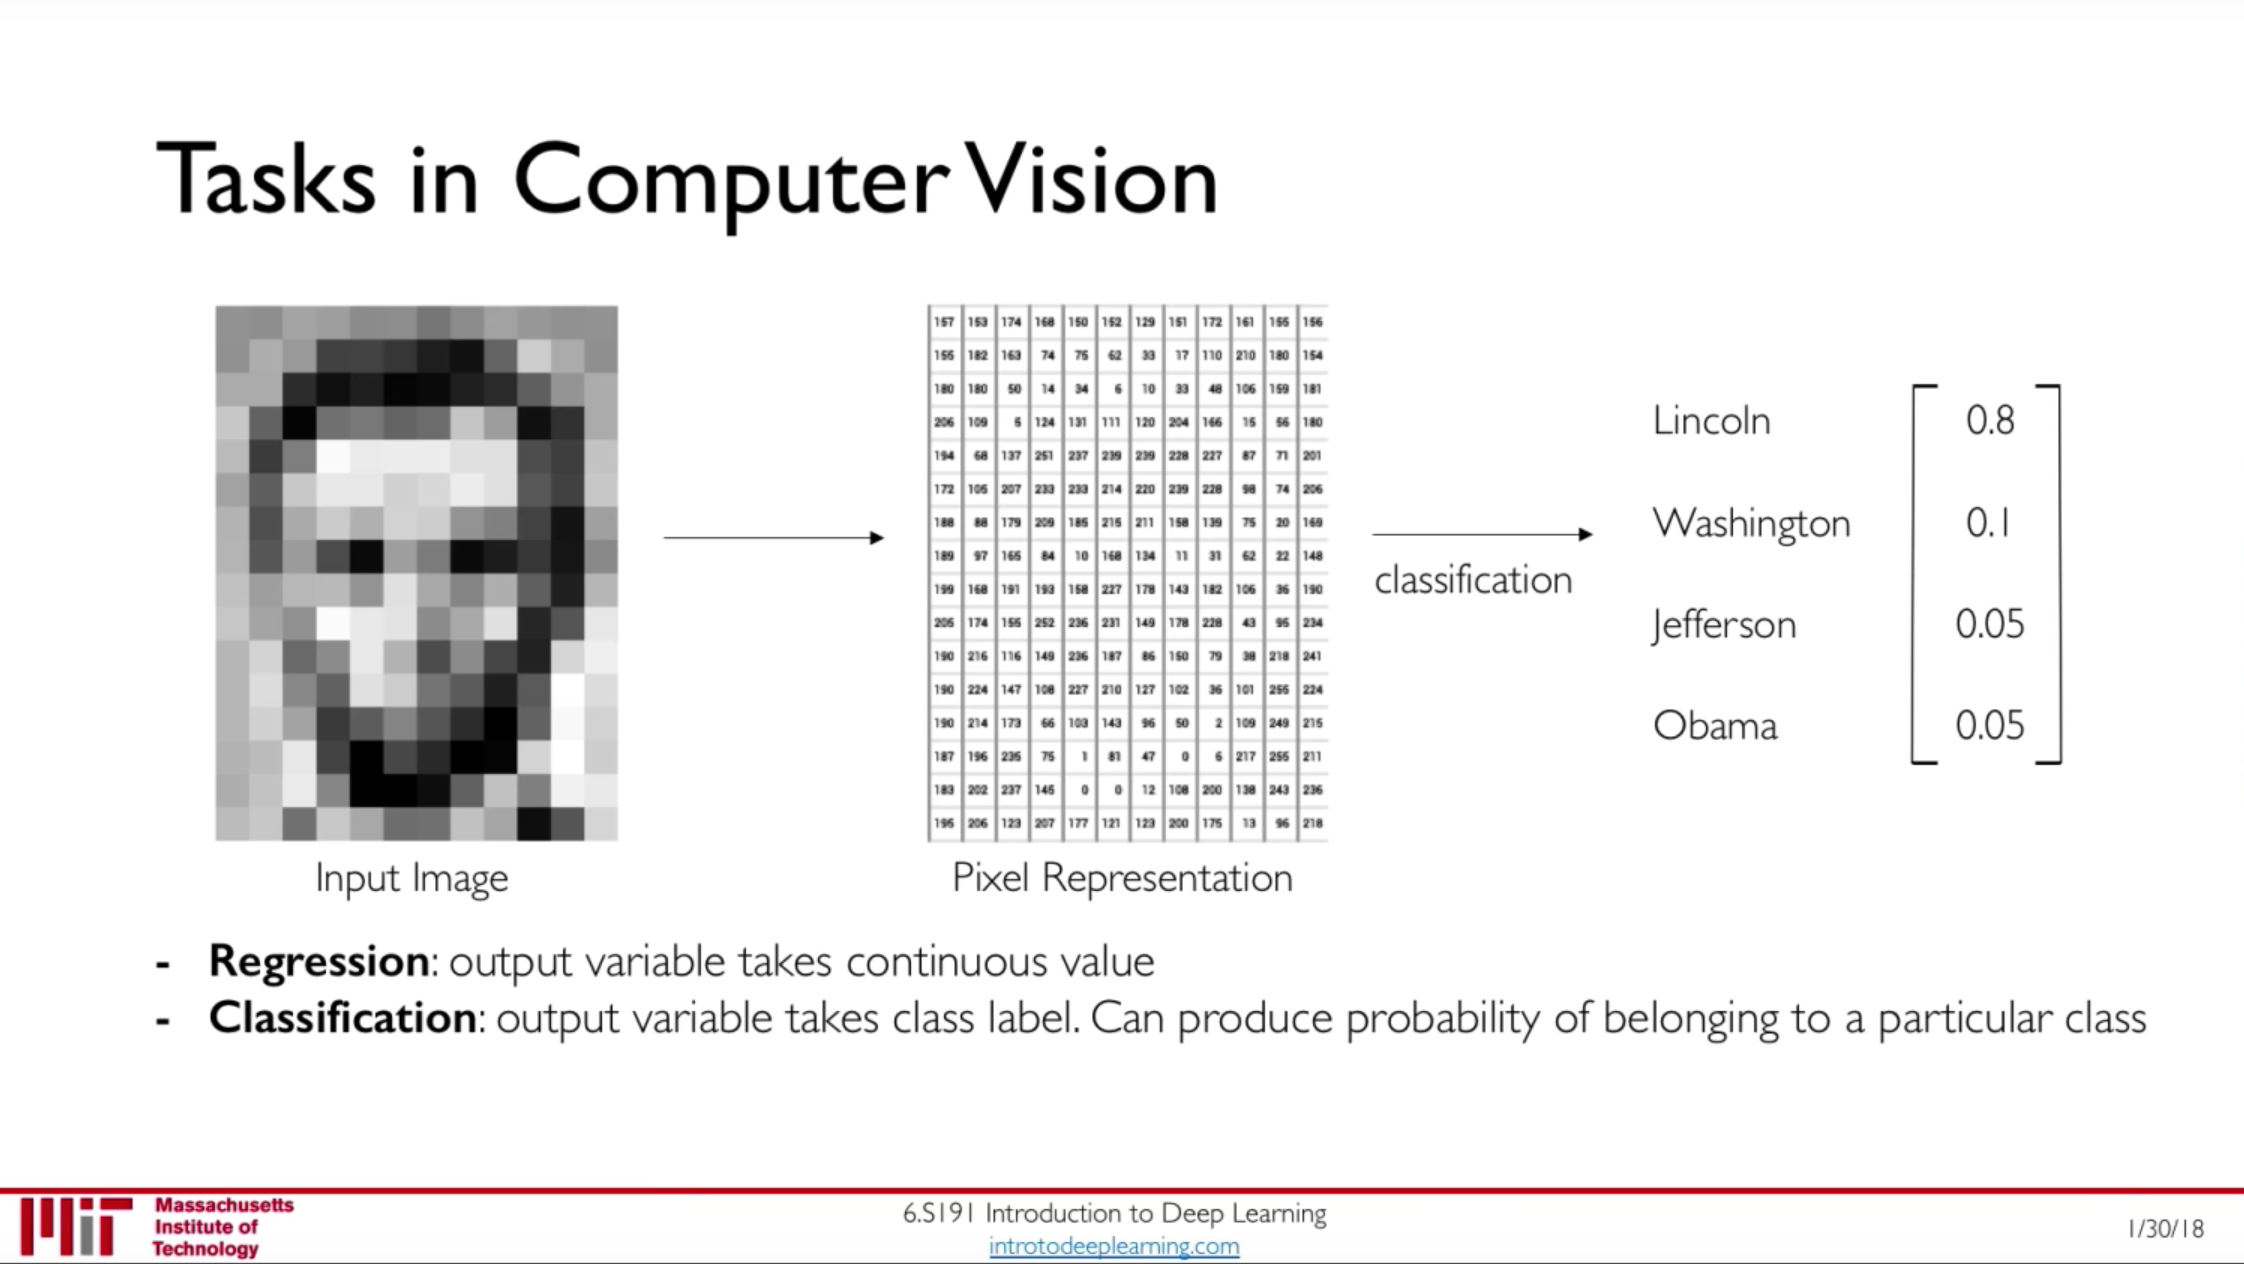 Tasks in Computer Vision
157 153 174 168 150 152 129 151 172 161 155 156
155 182 163 74 75 62 33 17 110 210 180 154
180 180 50 14 34 6 10 33 48 106 159 181
206 109 5 124 131 111 120 204 166 15 56 180
194 68 137 251 237 239 239 228 227 87 71 201
172 105 207 233 233 214 220 239 228 98 74 206
188 88 179 209 185 215 211 158 139 75 20 169
189 97 165 84 10 168 134 11 31 62 22 148
199 168 191 193 158 227 178 143 182 106 36 190
205 174 155 252 236 231 149 178 228 43 95 234
190 216 116 149 236 187 86 150 79 38 218 241
190 224 147 108 227 210 127 102 36 101 255 224
190 214 173 66 103 143 96 50 2 109 249 215
187 196 235 75 1 81 47 0 6 217 255 211
183 202 237 145 0 0 12 108 200 138 243 236
195 206 123 207 177 121 123 200 175 13 96 218
classification
Lincoln 0.8
Washington 0.1
Jefferson 0.05
Obama 0.05
Input Image
Pixel Representation
- Regression: output variable takes continuous value
- Classification: output variable takes class label. Can produce probability of belonging to a particular class
MIT
Massachusetts
Institute of
Technology
6.S191 Introduction to Deep Learning
introtodeeplearning.com
1/30/18